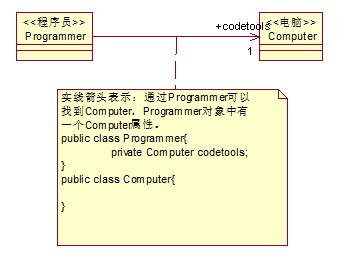 <<程序员>>
Programmer
+codetools
1
<<电脑>>
Computer
实线箭头表示：通过Programmer可以
找到Computer，Programmer对象中有
一个Computer属性。
public class Programmer{
private Computer codetools;
}
public class Computer{
}